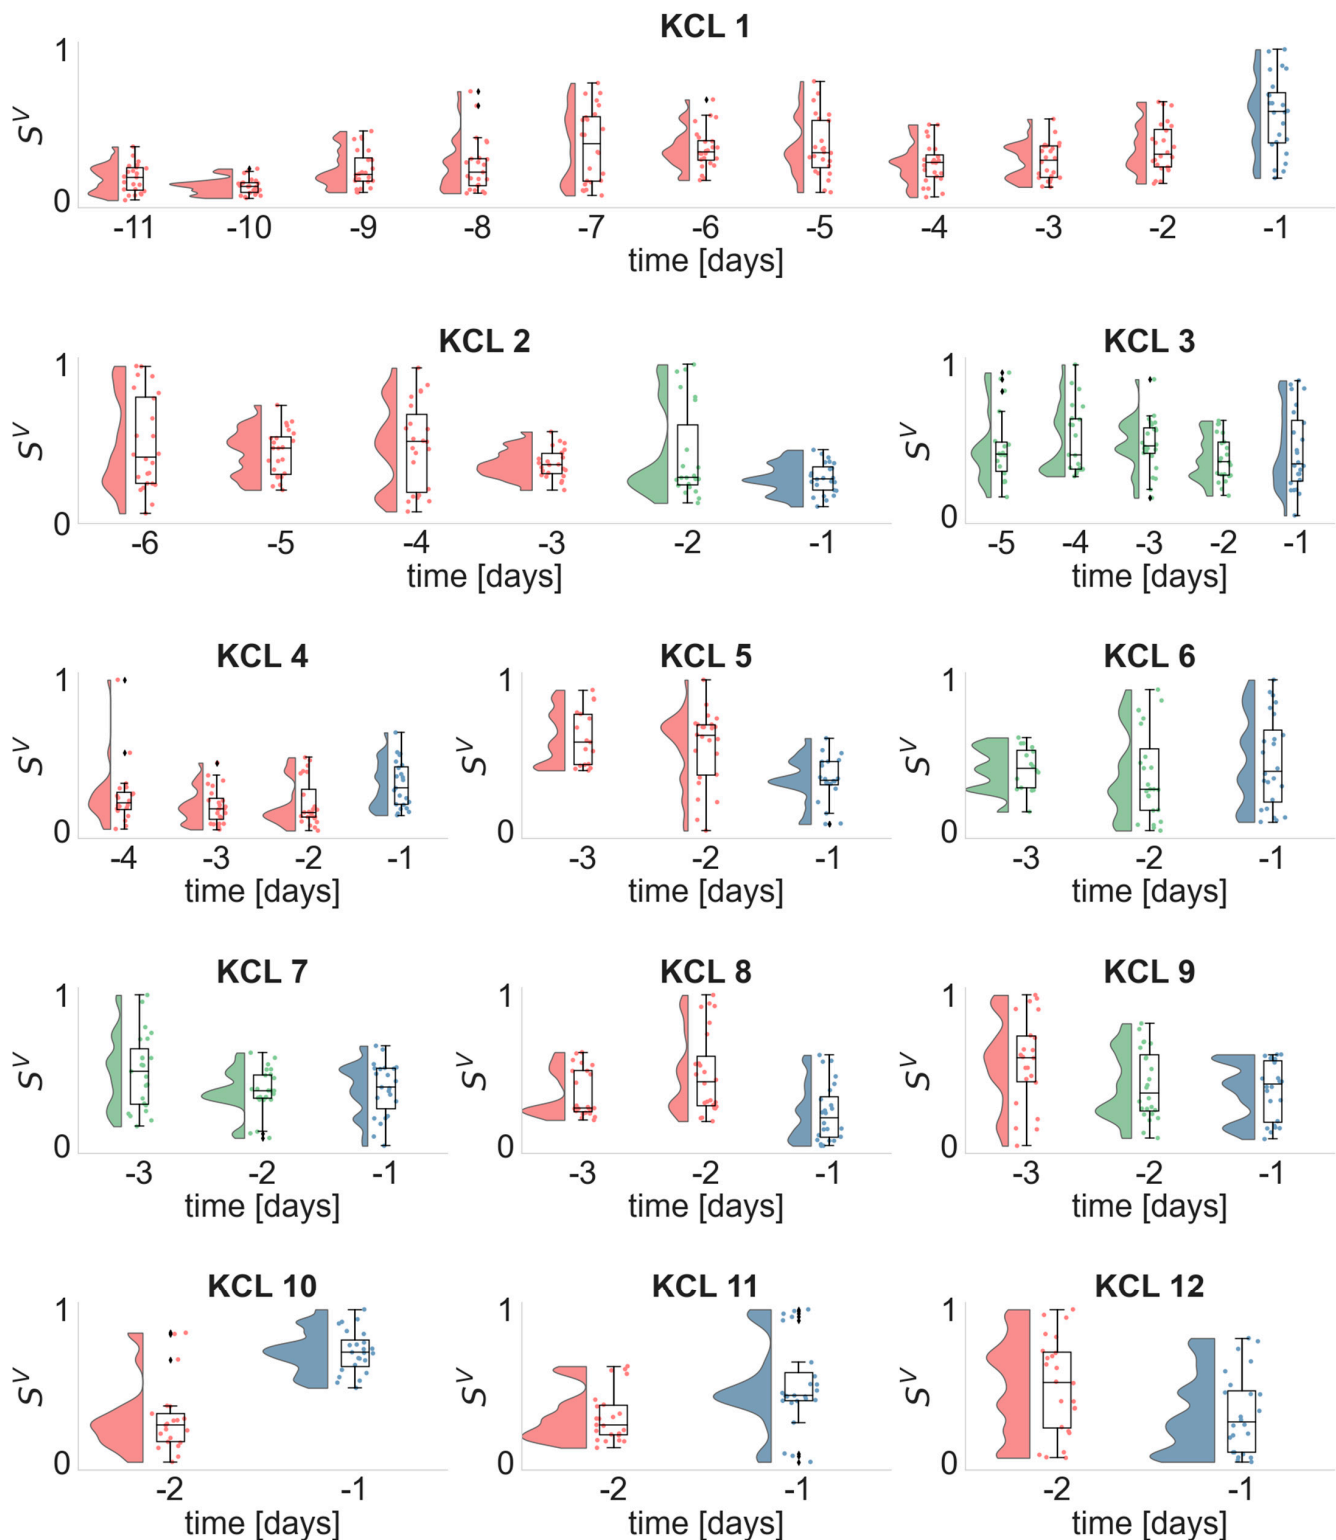 KCL 1
1
S^V
0
-11 -10 -9 -8 -7 -6 -5 -4 -3 -2 -1
time [days]
KCL 2
1
S^V
0
-6 -5 -4 -3 -2 -1
time [days]
KCL 3
1
S^V
0
-5 -4 -3 -2 -1
time [days]
KCL 4
1
S^V
0
-4 -3 -2 -1
time [days]
KCL 5
1
S^V
0
-3 -2 -1
time [days]
KCL 6
1
S^V
0
-3 -2 -1
time [days]
KCL 7
1
S^V
0
-3 -2 -1
time [days]
KCL 8
1
S^V
0
-3 -2 -1
time [days]
KCL 9
1
S^V
0
-3 -2 -1
time [days]
KCL 10
1
S^V
0
-2 -1
time [days]
KCL 11
1
S^V
0
-2 -1
time [days]
KCL 12
1
S^V
0
-2 -1
time [days]